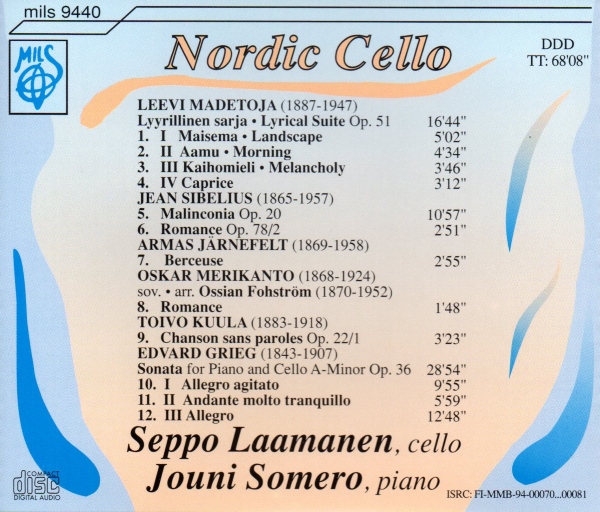 mils 9440
MILS
Nordic Cello
DDD
TT: 68'08"
LEEVI MADETOJA (1887-1947)
Lyyrillinen sarja • Lyrical Suite Op. 51 16'44"
1. I Maisema • Landscape 5'02"
2. II Aamu • Morning 4'34"
3. III Kaihomieli • Melancholy 3'46"
4. IV Caprice 3'12"
JEAN SIBELIUS (1865-1957)
5. Malinconia Op. 20 10'57"
6. Romance Op. 78/2 2'51"
ARMAS JÄRNEFELT (1869-1958)
7. Berceuse 2'55"
OSKAR MERIKANTO (1868-1924)
sov. • arr. Ossian Fohström (1870-1952)
8. Romance 1'48"
TOIVO KUULA (1883-1918)
9. Chanson sans paroles Op. 22/1 3'23"
EDVARD GRIEG (1843-1907)
Sonata for Piano and Cello A-Minor Op. 36 28'54"
10. I Allegro agitato 9'55"
11. II Andante molto tranquillo 5'59"
12. III Allegro 12'48"
Seppo Laamanen, cello
Jouni Somero, piano
COMPACT
disc
DIGITAL AUDIO
ISRC: FI-MMB-94-00070...00081